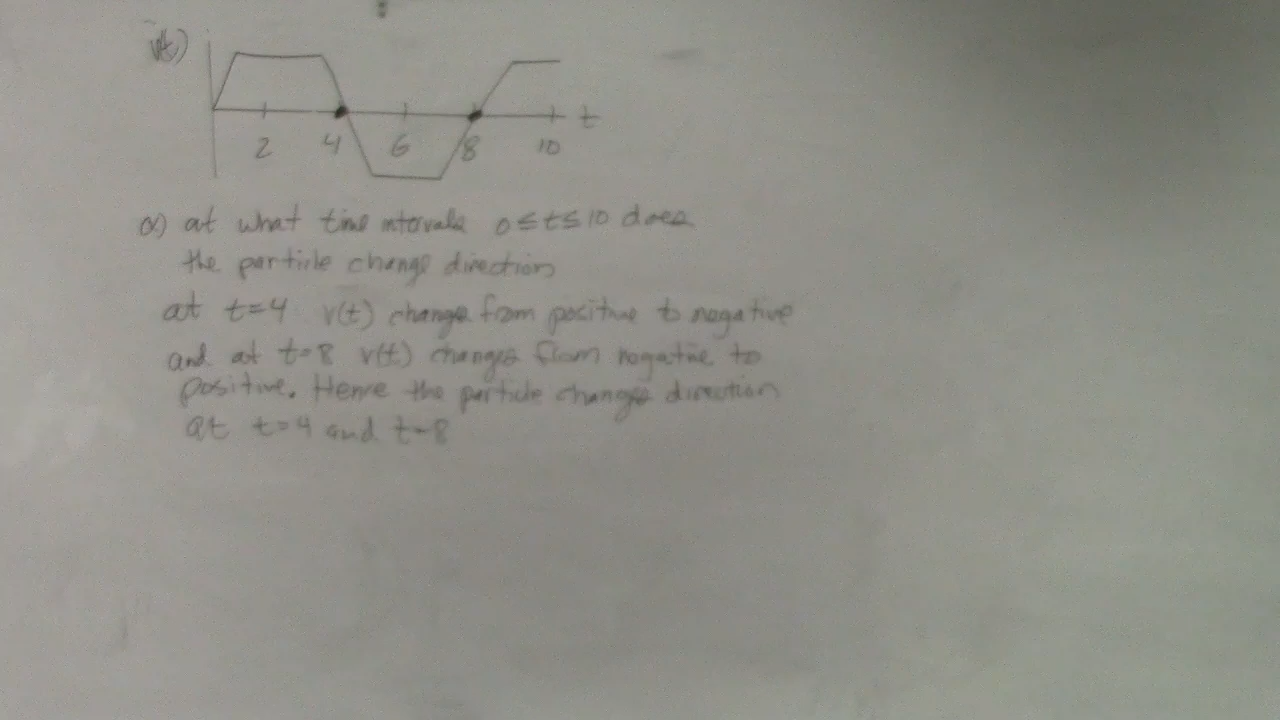 v(t)
t
2 4 6 8 10
a) at what time intervals 0≤t≤10 does
the particle change direction
at t=4 v(t) changes from positive to negative
and at t=8 v(t) changes from negative to
positive. Hence the particle changes direction
at t=4 and t=8